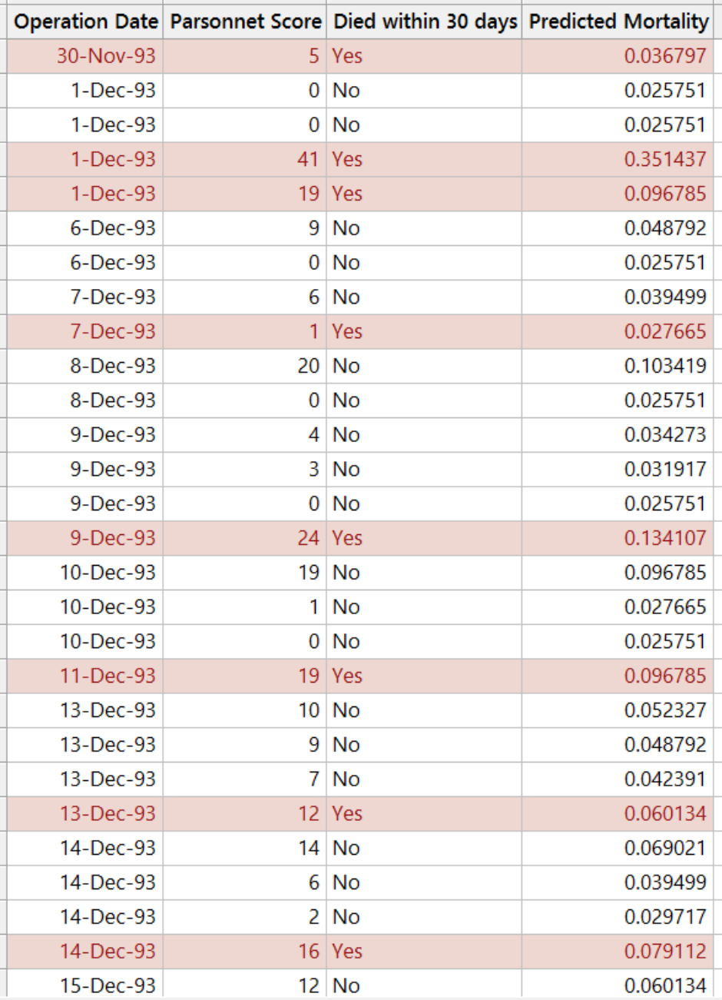 Operation Date Parsonnet Score Died within 30 days Predicted Mortality
30-Nov-93 5 Yes 0.036797
1-Dec-93 0 No 0.025751
1-Dec-93 0 No 0.025751
1-Dec-93 41 Yes 0.351437
1-Dec-93 19 Yes 0.096785
6-Dec-93 9 No 0.048792
6-Dec-93 0 No 0.025751
7-Dec-93 6 No 0.039499
7-Dec-93 1 Yes 0.027665
8-Dec-93 20 No 0.103419
8-Dec-93 0 No 0.025751
9-Dec-93 4 No 0.034273
9-Dec-93 3 No 0.031917
9-Dec-93 0 No 0.025751
9-Dec-93 24 Yes 0.134107
10-Dec-93 19 No 0.096785
10-Dec-93 1 No 0.027665
10-Dec-93 0 No 0.025751
11-Dec-93 19 Yes 0.096785
13-Dec-93 10 No 0.052327
13-Dec-93 9 No 0.048792
13-Dec-93 7 No 0.042391
13-Dec-93 12 Yes 0.060134
14-Dec-93 14 No 0.069021
14-Dec-93 6 No 0.039499
14-Dec-93 2 No 0.029717
14-Dec-93 16 Yes 0.079112
15-Dec-93 12 No 0.060134